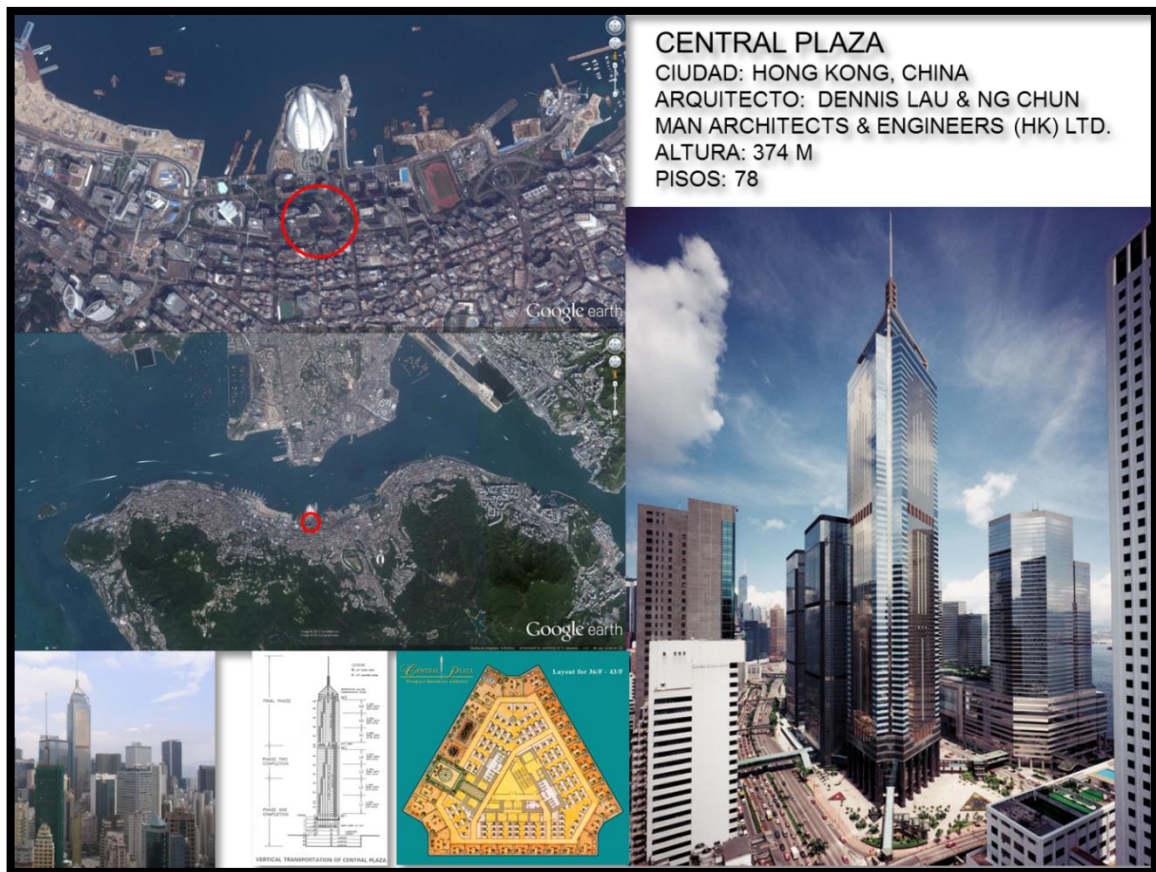 CENTRAL PLAZA
CIUDAD: HONG KONG, CHINA
ARQUITECTO: DENNIS LAU & NG CHUN
MAN ARCHITECTS & ENGINEERS (HK) LTD.
ALTURA: 374 M
PISOS: 78
Google earth
Google earth
LEGEND
FINAL PHASE
PHASE TWO
COMPLETION
PHASE ONE
COMPLETION
VERTICAL TRANSPORTATION OF CENTRAL PLAZA
CENTRAL PLAZA
Layout for 36/F - 43/F